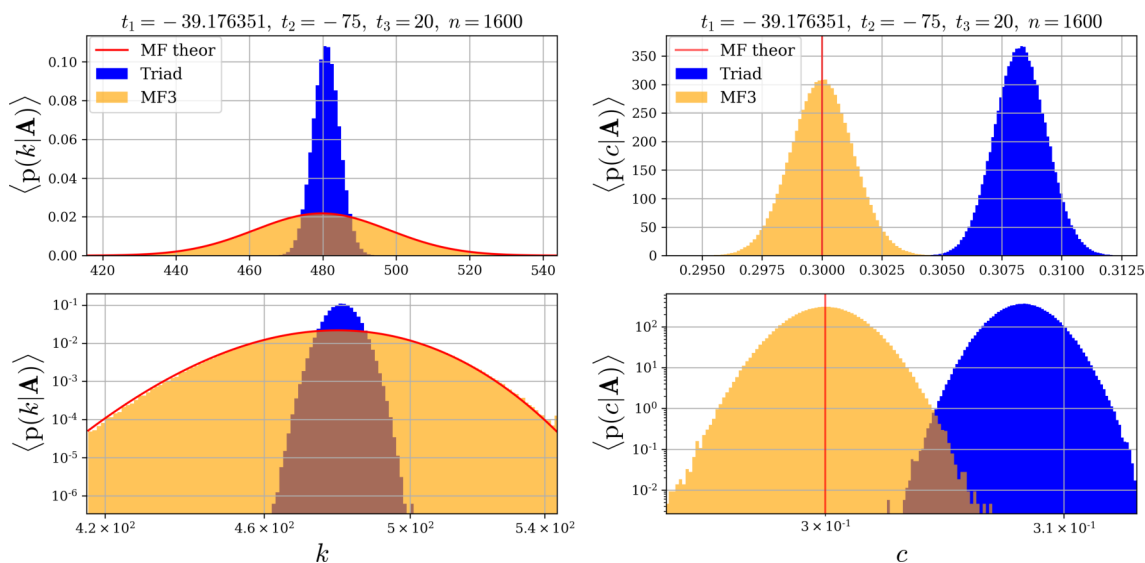 t₁ = −39.176351, t₂ = −75, t₃ = 20, n = 1600
⟨p(k|A)⟩
0.10
0.08
0.06
0.04
0.02
0.00
MF theor
Triad
MF3
420 440 460 480 500 520 540
t₁ = −39.176351, t₂ = −75, t₃ = 20, n = 1600
⟨p(c|A)⟩
350
300
250
200
150
100
50
0
MF theor
Triad
MF3
0.2950 0.2975 0.3000 0.3025 0.3050 0.3075 0.3100 0.3125
⟨p(k|A)⟩
10⁻¹
10⁻²
10⁻³
10⁻⁴
10⁻⁵
10⁻⁶
4.2 × 10² 4.6 × 10² 5 × 10² 5.4 × 10²
k
⟨p(c|A)⟩
10²
10¹
10⁰
10⁻¹
10⁻²
3 × 10⁻¹ 3.1 × 10⁻¹
c